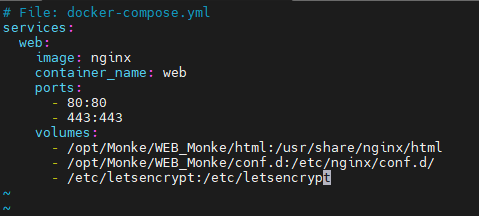 # File: docker-compose.yml
services:
  web:
    image: nginx
    container_name: web
    ports:
      - 80:80
      - 443:443
    volumes:
      - /opt/Monke/WEB_Monke/html:/usr/share/nginx/html
      - /opt/Monke/WEB_Monke/conf.d:/etc/nginx/conf.d/
      - /etc/letsencrypt:/etc/letsencrypt
~
~